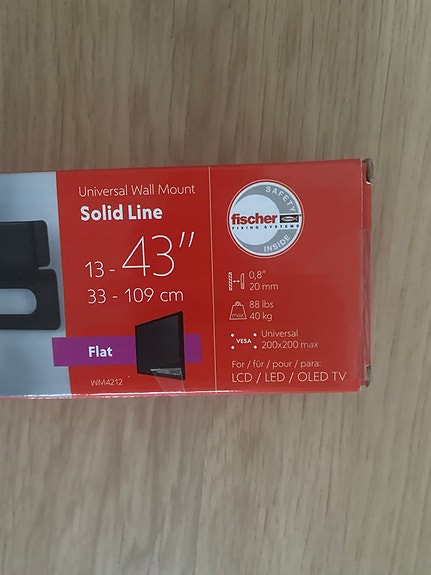 Universal Wall Mount
Solid Line
13 - 43”
33 - 109 cm
Flat
WM4212
SAFETY
fischer
FIXING SYSTEMS
INSIDE
0,8"
20 mm
max
88 lbs
40 kg
VESA
Universal
200x200 max
For / für / pour / para:
LCD / LED / OLED TV